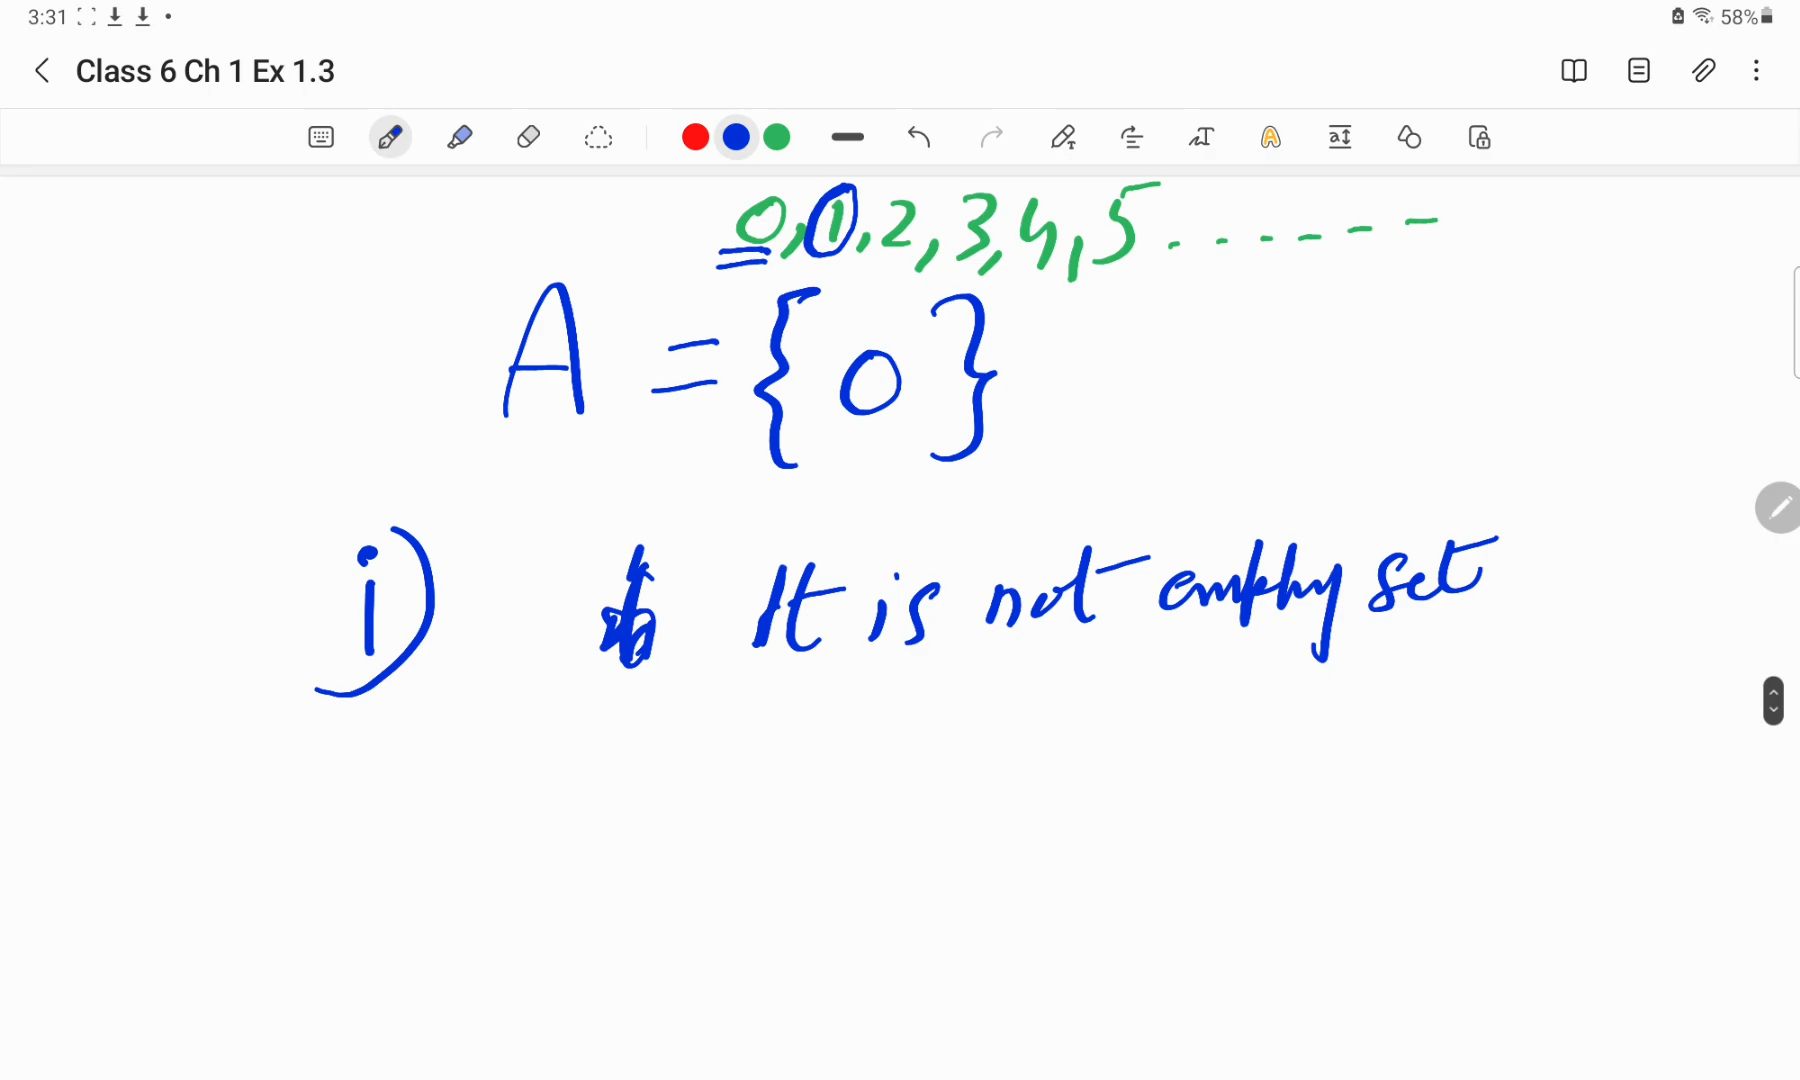 3:31 58%
Class 6 Ch 1 Ex 1.3
0, 1, 2, 3, 4, 5 . . . . - - -
A = { 0 }
i) It is not empty set